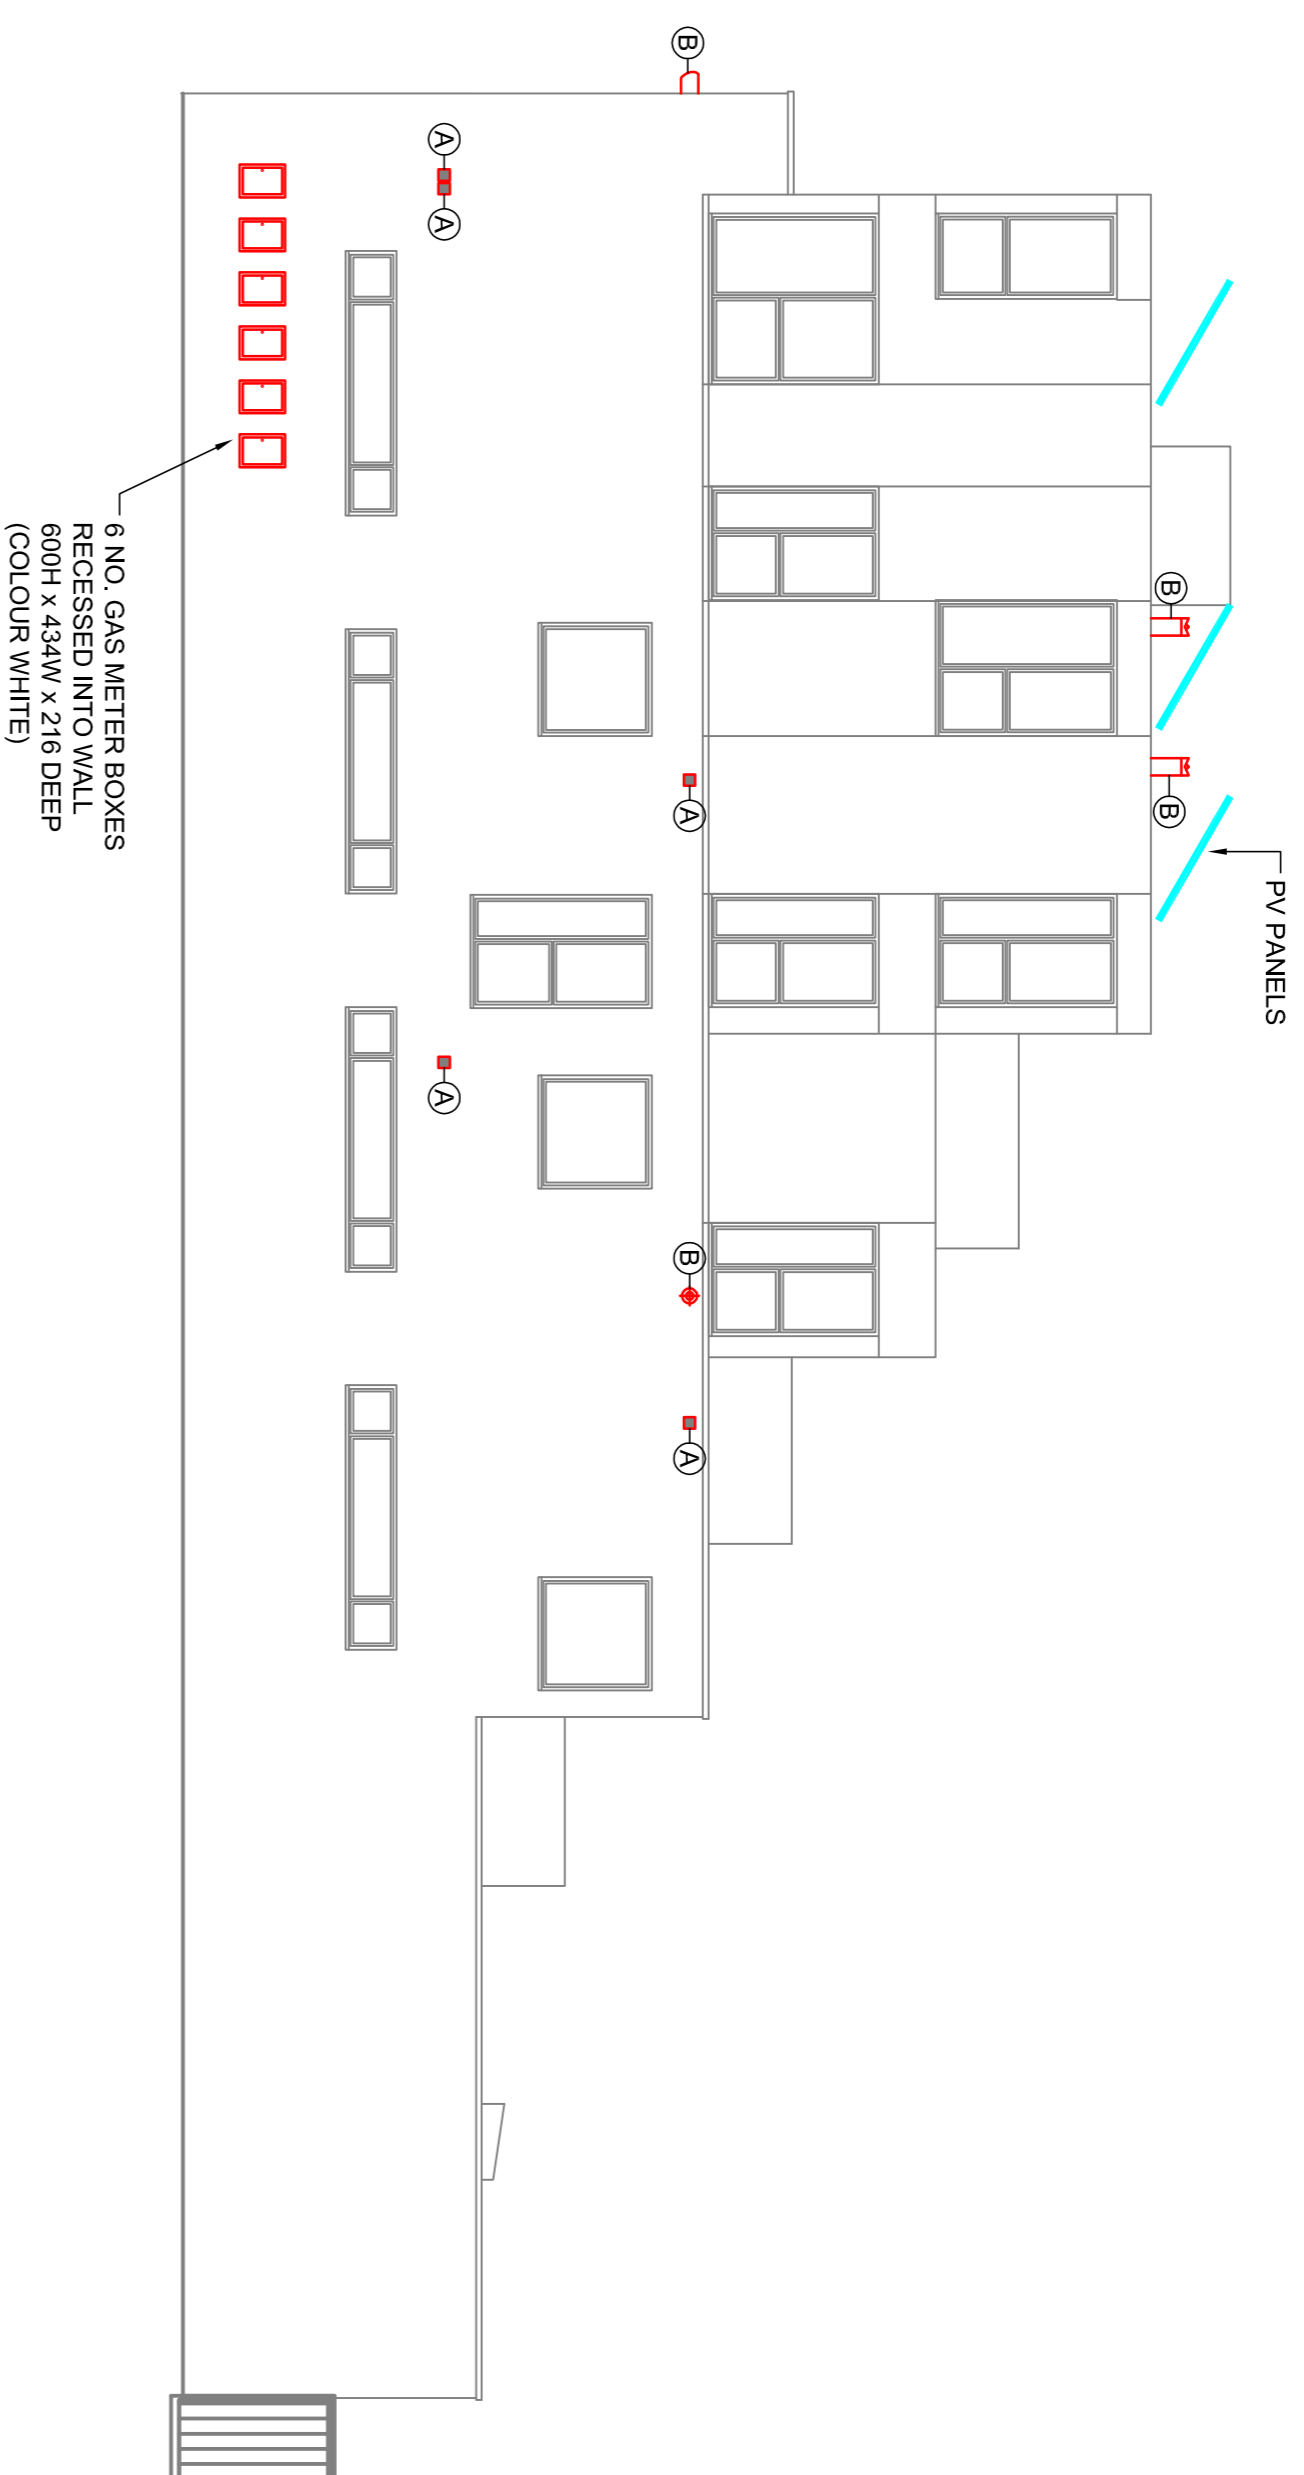 PV PANELS
B
B
B
A
B
A
A
A
A
6 NO. GAS METER BOXES
RECESSED INTO WALL
600H x 434W x 216 DEEP
(COLOUR WHITE)